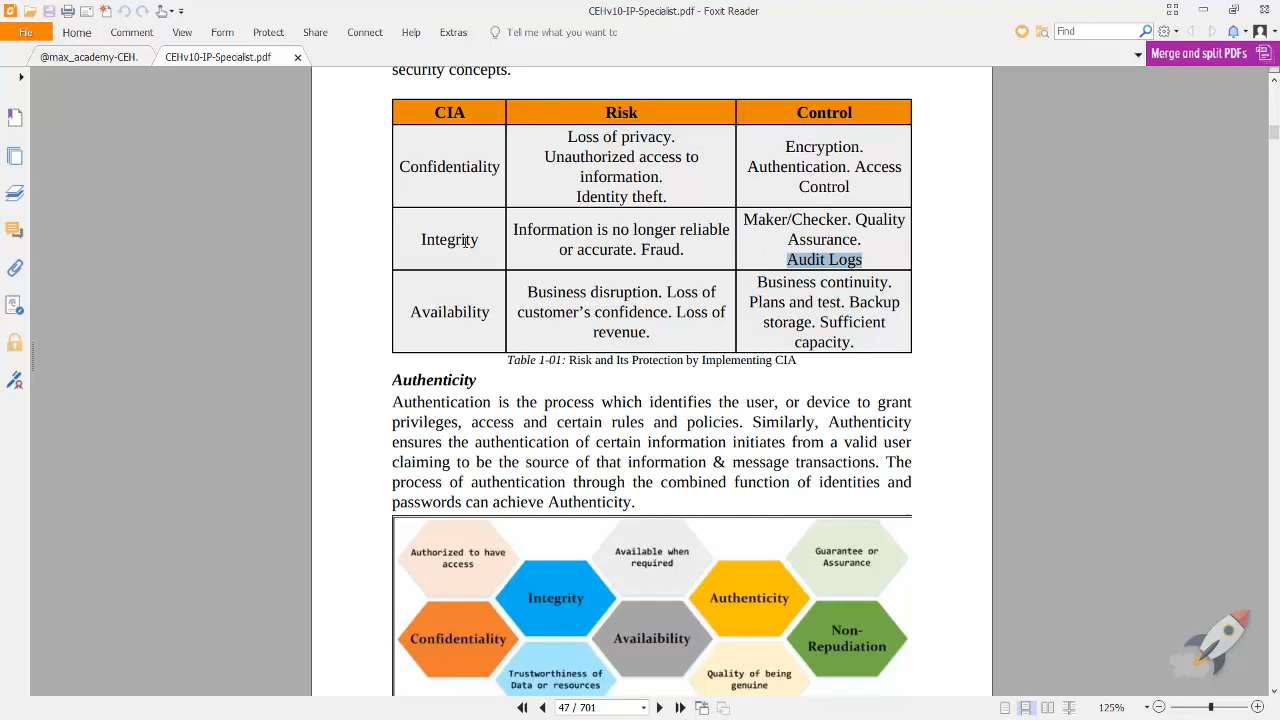 CEHv10-IP-Specialist.pdf - Foxit Reader
File Home Comment View Form Protect Share Connect Help Extras Tell me what you want to Find
@max_academy-CEH. CEHv10-IP-Specialist.pdf Merge and split PDFs
security concepts.
CIA Risk Control
Confidentiality
Loss of privacy.
Unauthorized access to
information.
Identity theft.
Encryption.
Authentication. Access
Control
Integrity
Information is no longer reliable
or accurate. Fraud.
Maker/Checker. Quality
Assurance.
Audit Logs
Availability
Business disruption. Loss of
customer’s confidence. Loss of
revenue.
Business continuity.
Plans and test. Backup
storage. Sufficient
capacity.
Table 1-01: Risk and Its Protection by Implementing CIA
Authenticity
Authentication is the process which identifies the user, or device to grant
privileges, access and certain rules and policies. Similarly, Authenticity
ensures the authentication of certain information initiates from a valid user
claiming to be the source of that information & message transactions. The
process of authentication through the combined function of identities and
passwords can achieve Authenticity.
Authorized to have
access
Available when
required
Guarantee or
Assurance
Integrity
Authenticity
Confidentiality
Availaibility
Non-
Repudiation
Trustworthiness of
Data or resources
Quality of being
genuine
47 / 701
125%